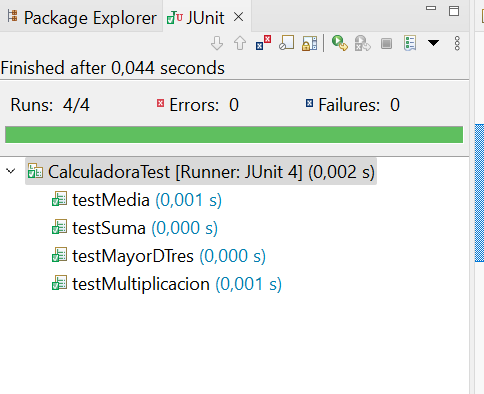 Package Explorer JUnit
Finished after 0,044 seconds
Runs: 4/4 Errors: 0 Failures: 0
CalculadoraTest [Runner: JUnit 4] (0,002 s)
testMedia (0,001 s)
testSuma (0,000 s)
testMayorDTres (0,000 s)
testMultiplicacion (0,001 s)